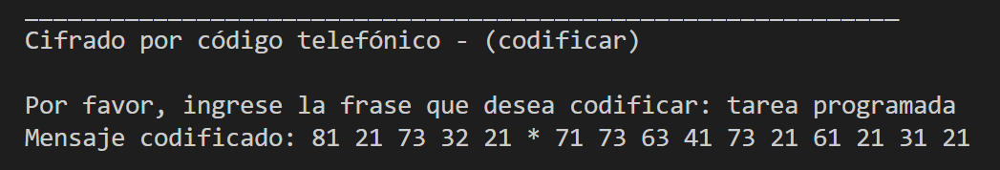 _____________________________________________________________
Cifrado por código telefónico - (codificar)
Por favor, ingrese la frase que desea codificar: tarea programada
Mensaje codificado: 81 21 73 32 21 * 71 73 63 41 73 21 61 21 31 21